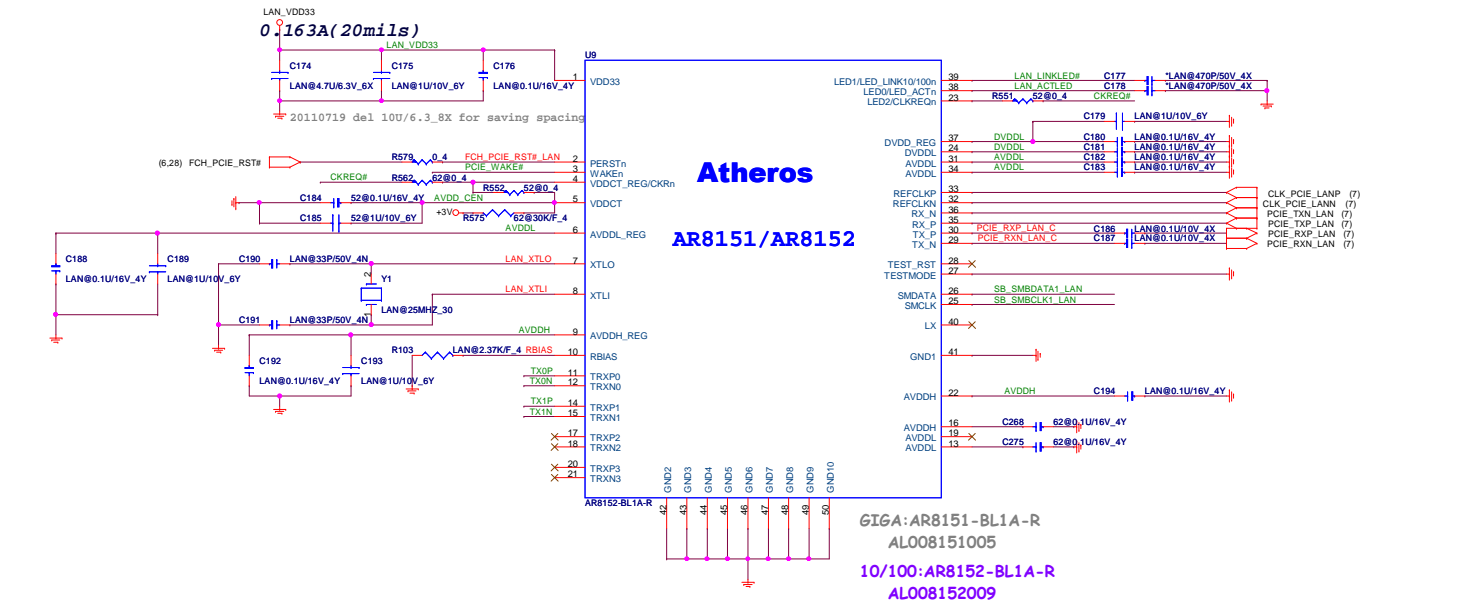 LAN_VDD33
0.163A(20mils)
LAN_VDD33
C174
LAN@4.7U/6.3V_6X
C175
LAN@1U/10V_6Y
C176
LAN@0.1U/16V_4Y
20110719 del 10U/6.3_8X for saving spacing
(6,28) FCH_PCIE_RST#
R579 0_4
FCH_PCIE_RST#_LAN
PCIE_WAKE#
CKREQ#
R562 62@0_4
R552 52@0_4
C184 52@0.1U/16V_4Y
AVDD_CEN
+3V
R575 62@30K/F_4
C185 52@1U/10V_6Y
AVDDL
C188
LAN@0.1U/16V_4Y
C189
LAN@1U/10V_6Y
C190 LAN@33P/50V_4N
LAN_XTLO
2
Y1
LAN@25MHZ_30
1
LAN_XTLI
C191 LAN@33P/50V_4N
AVDDH
C192
LAN@0.1U/16V_4Y
C193
LAN@1U/10V_6Y
R103 LAN@2.37K/F_4 RBIAS
TX0P
TX0N
TX1P
TX1N
U9
1 VDD33
2 PERSTn
3 WAKEn
4 VDDCT_REG/CKRn
5 VDDCT
6 AVDDL_REG
7 XTLO
8 XTLI
9 AVDDH_REG
10 RBIAS
11 TRXP0
12 TRXN0
14 TRXP1
15 TRXN1
17 TRXP2
18 TRXN2
20 TRXP3
21 TRXN3
Atheros
AR8151/AR8152
LED1/LED_LINK10/100n 39
LED0/LED_ACTn 38
LED2/CLKREQn 23
DVDD_REG 37
DVDDL 24
AVDDL 31
AVDDL 34
REFCLKP 33
REFCLKN 32
RX_N 36
RX_P 35
TX_P 30
TX_N 29
TEST_RST 28
TESTMODE 27
SMDATA 26
SMCLK 25
LX 40
GND1 41
AVDDH 22
AVDDH 16
AVDDL 19
AVDDL 13
GND2 GND3 GND4 GND5 GND6 GND7 GND8 GND9 GND10
42 43 44 45 46 47 48 49 50
AR8152-BL1A-R
LAN_LINKLED# C177 *LAN@470P/50V_4X
LAN_ACTLED C178 *LAN@470P/50V_4X
R551 52@0_4 CKREQ#
C179 LAN@1U/10V_6Y
DVDDL C180 LAN@0.1U/16V_4Y
DVDDL C181 LAN@0.1U/16V_4Y
AVDDL C182 LAN@0.1U/16V_4Y
AVDDL C183 LAN@0.1U/16V_4Y
CLK_PCIE_LANP (7)
CLK_PCIE_LANN (7)
PCIE_TXN_LAN (7)
PCIE_TXP_LAN (7)
PCIE_RXP_LAN_C C186 LAN@0.1U/10V_4X PCIE_RXP_LAN (7)
PCIE_RXN_LAN_C C187 LAN@0.1U/10V_4X PCIE_RXN_LAN (7)
SB_SMBDATA1_LAN
SB_SMBCLK1_LAN
AVDDH C194 LAN@0.1U/16V_4Y
C268 62@0.1U/16V_4Y
C275 62@0.1U/16V_4Y
GIGA:AR8151-BL1A-R
AL008151005
10/100:AR8152-BL1A-R
AL008152009